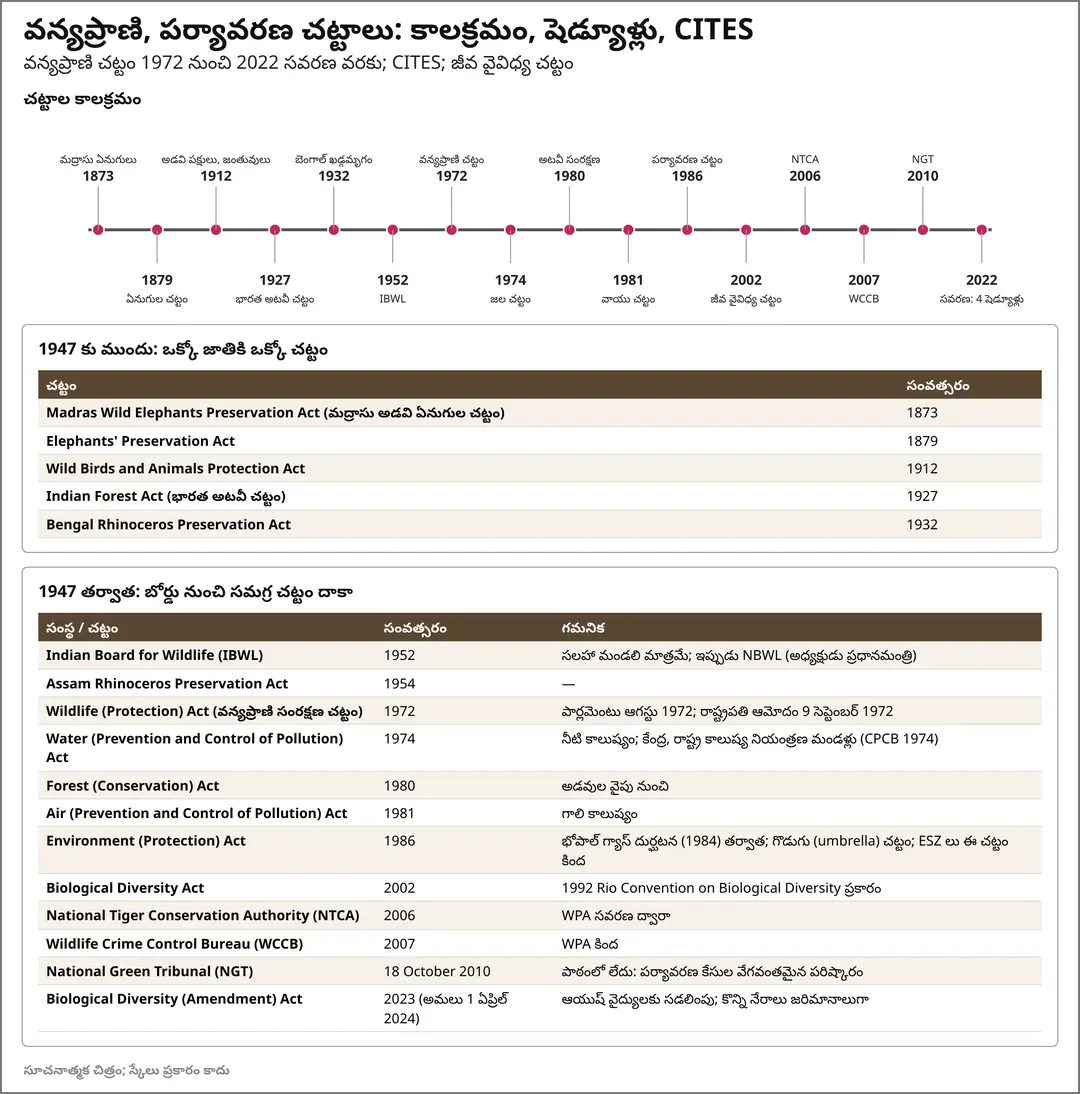 వన్యప్రాణి, పర్యావరణ చట్టాలు: కాలక్రమం, షెడ్యూళ్లు, CITES
వన్యప్రాణి చట్టం 1972 నుంచి 2022 సవరణ వరకు; CITES; జీవ వైవిధ్య చట్టం
చట్టాల కాలక్రమం
మద్రాసు ఏనుగులు అడవి పక్షులు, జంతువులు బెంగాల్ ఖడ్గమృగం వన్యప్రాణి చట్టం అటవీ సంరక్షణ పర్యావరణ చట్టం NTCA NGT
1873 1912 1932 1972 1980 1986 2006 2010
1879 1927 1952 1974 1981 2002 2007 2022
ఏనుగుల చట్టం భారత అటవీ చట్టం IBWL జల చట్టం వాయు చట్టం జీవ వైవిధ్య చట్టం WCCB సవరణ: 4 షెడ్యూళ్లు
1947 కు ముందు: ఒక్కో జాతికి ఒక్కో చట్టం
చట్టం సంవత్సరం
Madras Wild Elephants Preservation Act (మద్రాసు అడవి ఏనుగుల చట్టం) 1873
Elephants' Preservation Act 1879
Wild Birds and Animals Protection Act 1912
Indian Forest Act (భారత అటవీ చట్టం) 1927
Bengal Rhinoceros Preservation Act 1932
1947 తర్వాత: బోర్డు నుంచి సమగ్ర చట్టం దాకా
సంస్థ / చట్టం సంవత్సరం గమనిక
Indian Board for Wildlife (IBWL) 1952 సలహా మండలి మాత్రమే; ఇప్పుడు NBWL (అధ్యక్షుడు ప్రధానమంత్రి)
Assam Rhinoceros Preservation Act 1954 —
Wildlife (Protection) Act (వన్యప్రాణి సంరక్షణ చట్టం) 1972 పార్లమెంటు ఆగస్టు 1972; రాష్ట్రపతి ఆమోదం 9 సెప్టెంబర్ 1972
Water (Prevention and Control of Pollution) 1974 నీటి కాలుష్యం; కేంద్ర, రాష్ట్ర కాలుష్య నియంత్రణ మండళ్లు (CPCB 1974)
Act
Forest (Conservation) Act 1980 అడవుల వైపు నుంచి
Air (Prevention and Control of Pollution) Act 1981 గాలి కాలుష్యం
Environment (Protection) Act 1986 భోపాల్ గ్యాస్ దుర్ఘటన (1984) తర్వాత; గొడుగు (umbrella) చట్టం; ESZ లు ఈ చట్టం
కింద
Biological Diversity Act 2002 1992 Rio Convention on Biological Diversity ప్రకారం
National Tiger Conservation Authority (NTCA) 2006 WPA సవరణ ద్వారా
Wildlife Crime Control Bureau (WCCB) 2007 WPA కింద
National Green Tribunal (NGT) 18 October 2010 పాఠంలో లేదు: పర్యావరణ కేసుల వేగవంతమైన పరిష్కారం
Biological Diversity (Amendment) Act 2023 (అమలు 1 ఏప్రిల్ ఆయుష్ వైద్యులకు సడలింపు; కొన్ని నేరాలు జరిమానాలుగా
2024)
సూచనాత్మక చిత్రం; స్కేలు ప్రకారం కాదు